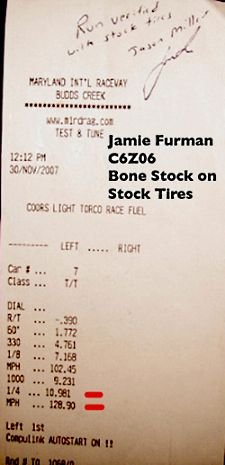 Run verified
with stock tires
Jason Miller
MARYLAND INT'L RACEWAY
BUDDS CREEK
www.mirdrag.com
TEST & TUNE
12:12 PM
30/NOV/2007
Jamie Furman
C6Z06
Bone Stock on
Stock Tires
COORS LIGHT TORCO RACE FUEL
-------- LEFT ... RIGHT
Car # ... 7
Class ... T/T
DIAL ...
R/T ... -.390
60' ... 1.772
330 ... 4.761
1/8 ... 7.168
MPH ... 102.45
1000 ... 9.231
1/4 ... 10.981
MPH ... 128.90
Left 1st
Compulink AUTOSTART ON !!
Rnd # TO